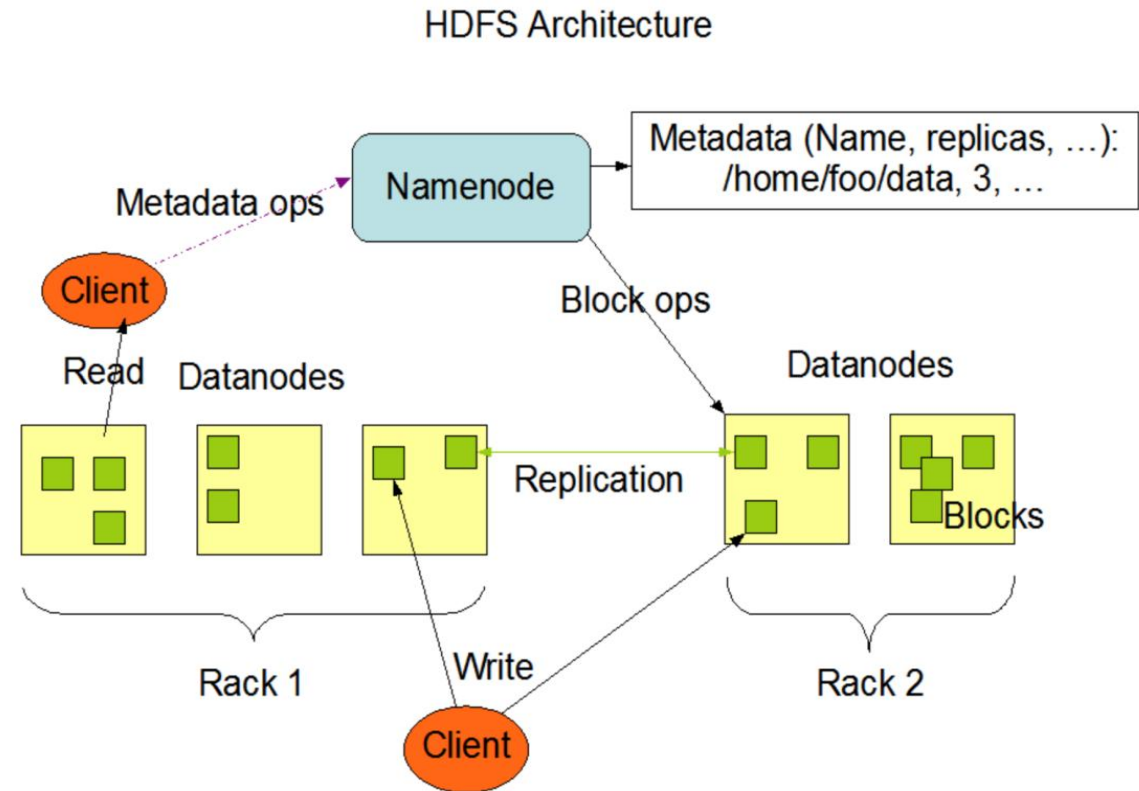 HDFS Architecture
Metadata (Name, replicas, …):
/home/foo/data, 3, …
Namenode
Metadata ops
Client
Block ops
Read
Datanodes
Datanodes
Replication
Blocks
Rack 1
Write
Rack 2
Client